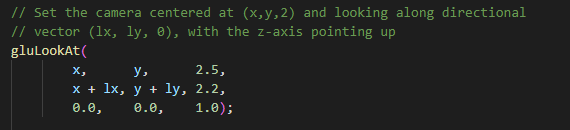 // Set the camera centered at (x,y,2) and looking along directional
// vector (lx, ly, 0), with the z-axis pointing up
gluLookAt(
x, y, 2.5,
x + lx, y + ly, 2.2,
0.0, 0.0, 1.0);